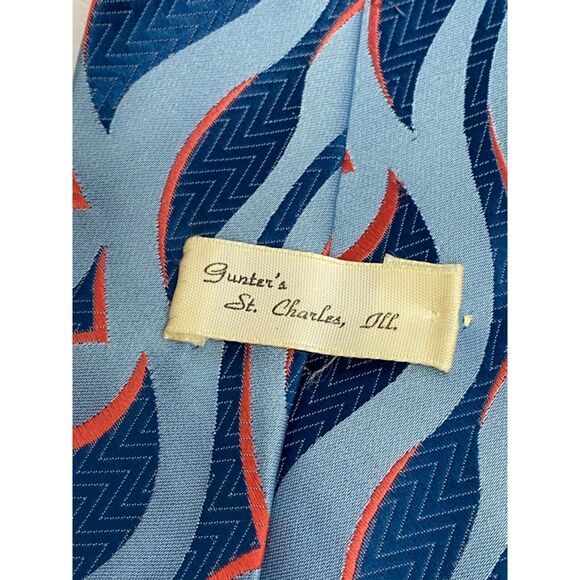 Gunter's
St. Charles, Ill.